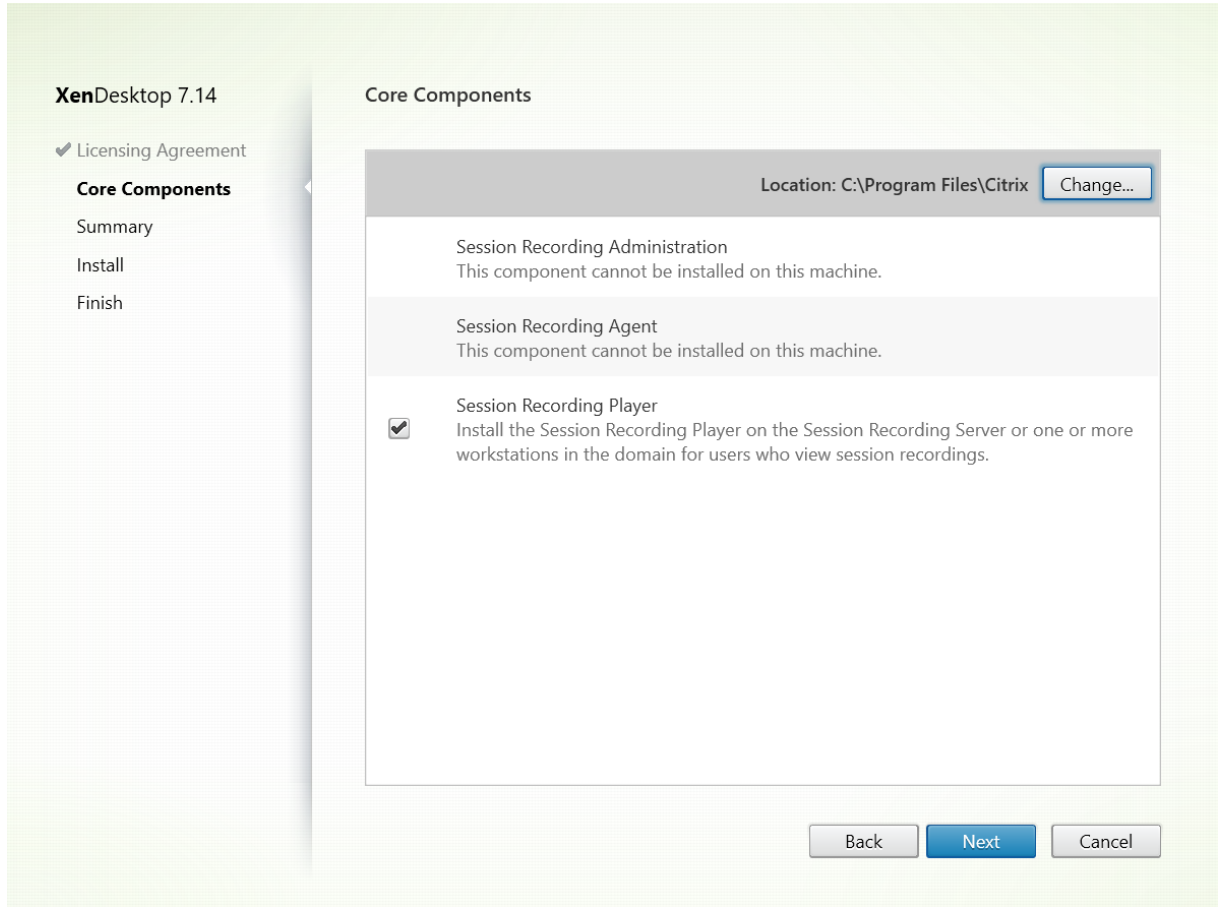 XenDesktop 7.14
Licensing Agreement
Core Components
Summary
Install
Finish
Core Components
Location: C:\Program Files\Citrix
Change...
Session Recording Administration
This component cannot be installed on this machine.
Session Recording Agent
This component cannot be installed on this machine.
Session Recording Player
Install the Session Recording Player on the Session Recording Server or one or more
workstations in the domain for users who view session recordings.
Back
Next
Cancel